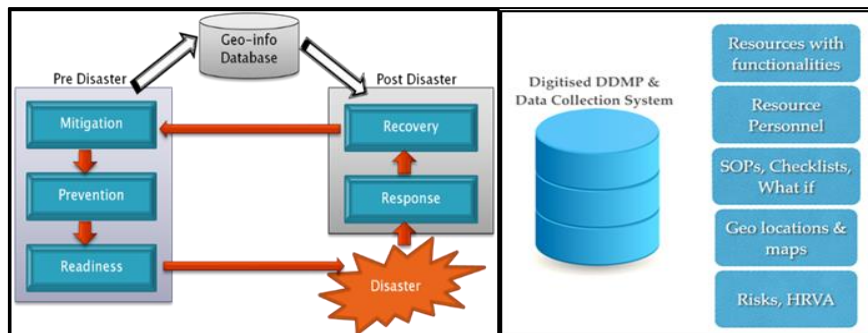 Geo-info
Database
Pre Disaster
Post Disaster
Mitigation
Recovery
Prevention
Response
Readiness
Disaster
Digitised DDMP &
Data Collection System
Resources with
functionalities
Resource
Personnel
SOPs, Checklists,
What if
Geo locations &
maps
Risks, HRVA